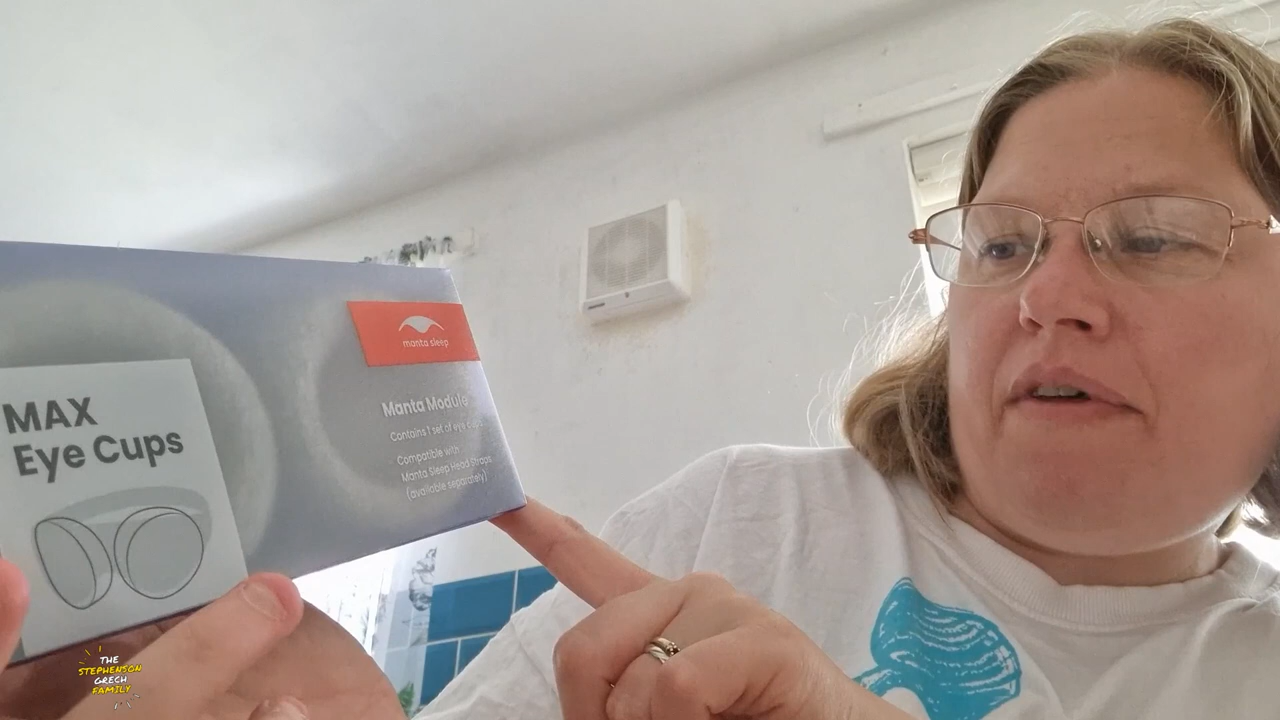 MAX
Eye Cups
manta sleep
Manta Module
Contains 1 set of eye cups
Compatible with
Manta Sleep Head Straps
(available separately)
THE
STEPHENSON
GRECH
FAMILY